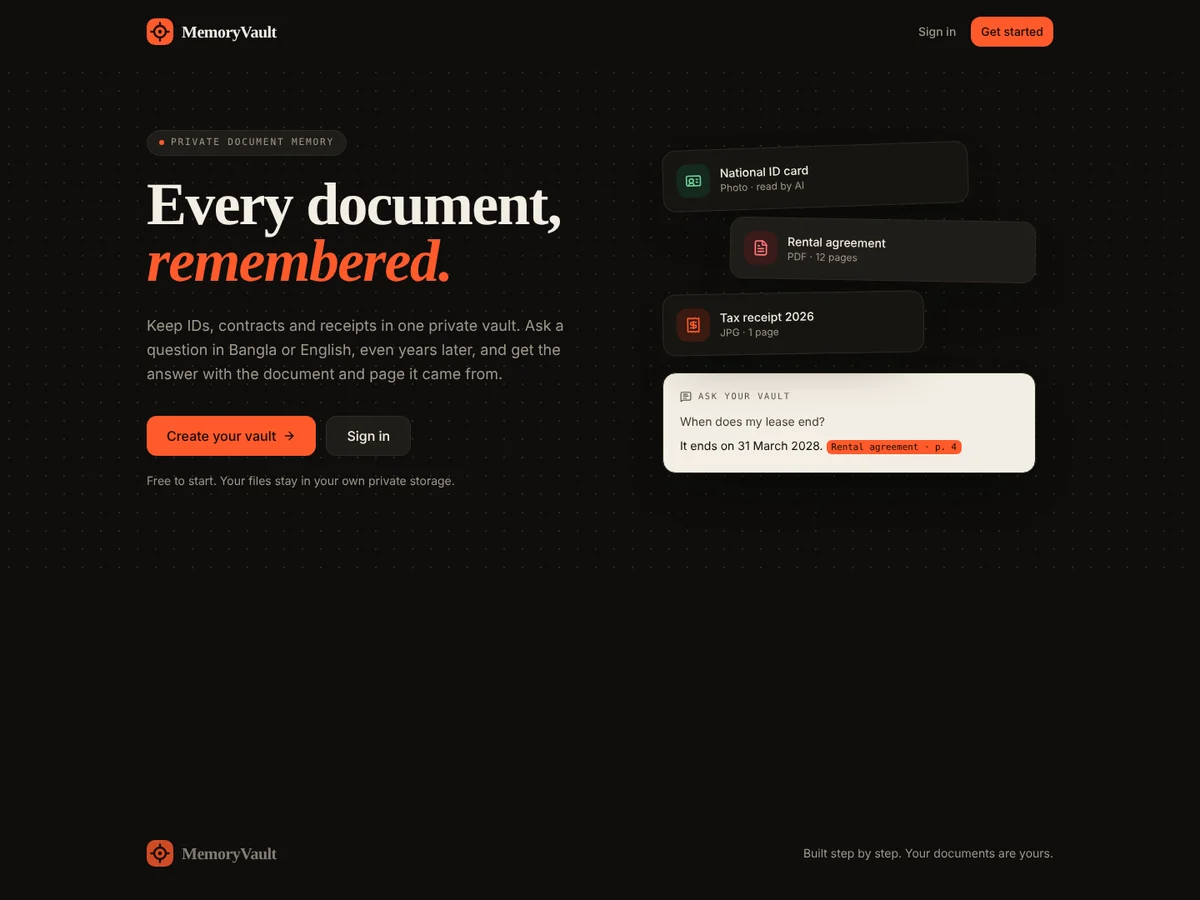 MemoryVault
Sign in
Get started
PRIVATE DOCUMENT MEMORY
Every document,
remembered.
Keep IDs, contracts and receipts in one private vault. Ask a
question in Bangla or English, even years later, and get the
answer with the document and page it came from.
Create your vault →
Sign in
Free to start. Your files stay in your own private storage.
National ID card
Photo · read by AI
Rental agreement
PDF · 12 pages
Tax receipt 2026
JPG · 1 page
ASK YOUR VAULT
When does my lease end?
It ends on 31 March 2028. Rental agreement · p. 4
MemoryVault
Built step by step. Your documents are yours.